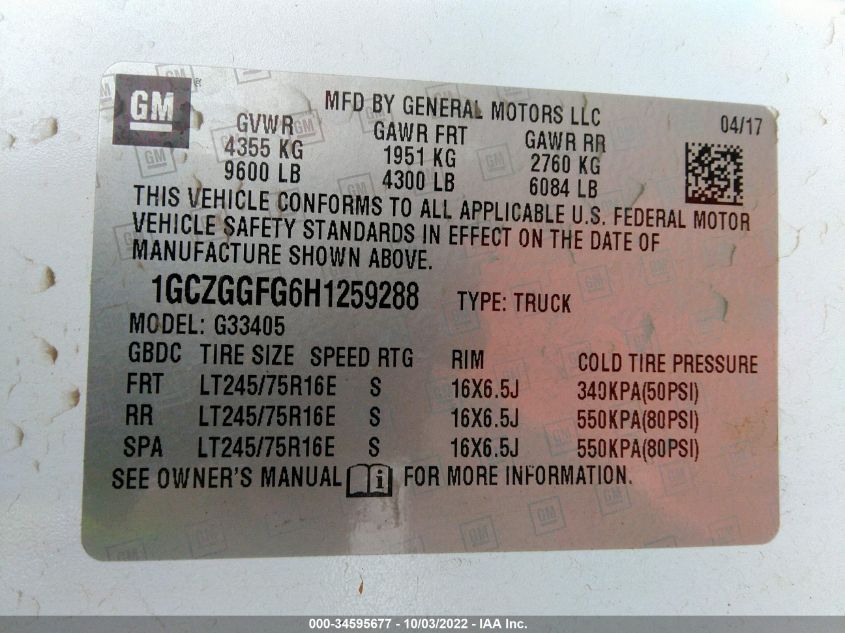 GM
MFD BY GENERAL MOTORS LLC
04/17
GVWR GAWR FRT GAWR RR
4355 KG 1951 KG 2760 KG
9600 LB 4300 LB 6084 LB
THIS VEHICLE CONFORMS TO ALL APPLICABLE U.S. FEDERAL MOTOR
VEHICLE SAFETY STANDARDS IN EFFECT ON THE DATE OF
MANUFACTURE SHOWN ABOVE.
1GCZGGFG6H1259288 TYPE: TRUCK
MODEL: G33405
GBDC TIRE SIZE SPEED RTG RIM COLD TIRE PRESSURE
FRT LT245/75R16E S 16X6.5J 340KPA(50PSI)
RR LT245/75R16E S 16X6.5J 550KPA(80PSI)
SPA LT245/75R16E S 16X6.5J 550KPA(80PSI)
SEE OWNER'S MANUAL i FOR MORE INFORMATION.
000-34595677 - 10/03/2022 - IAA Inc.